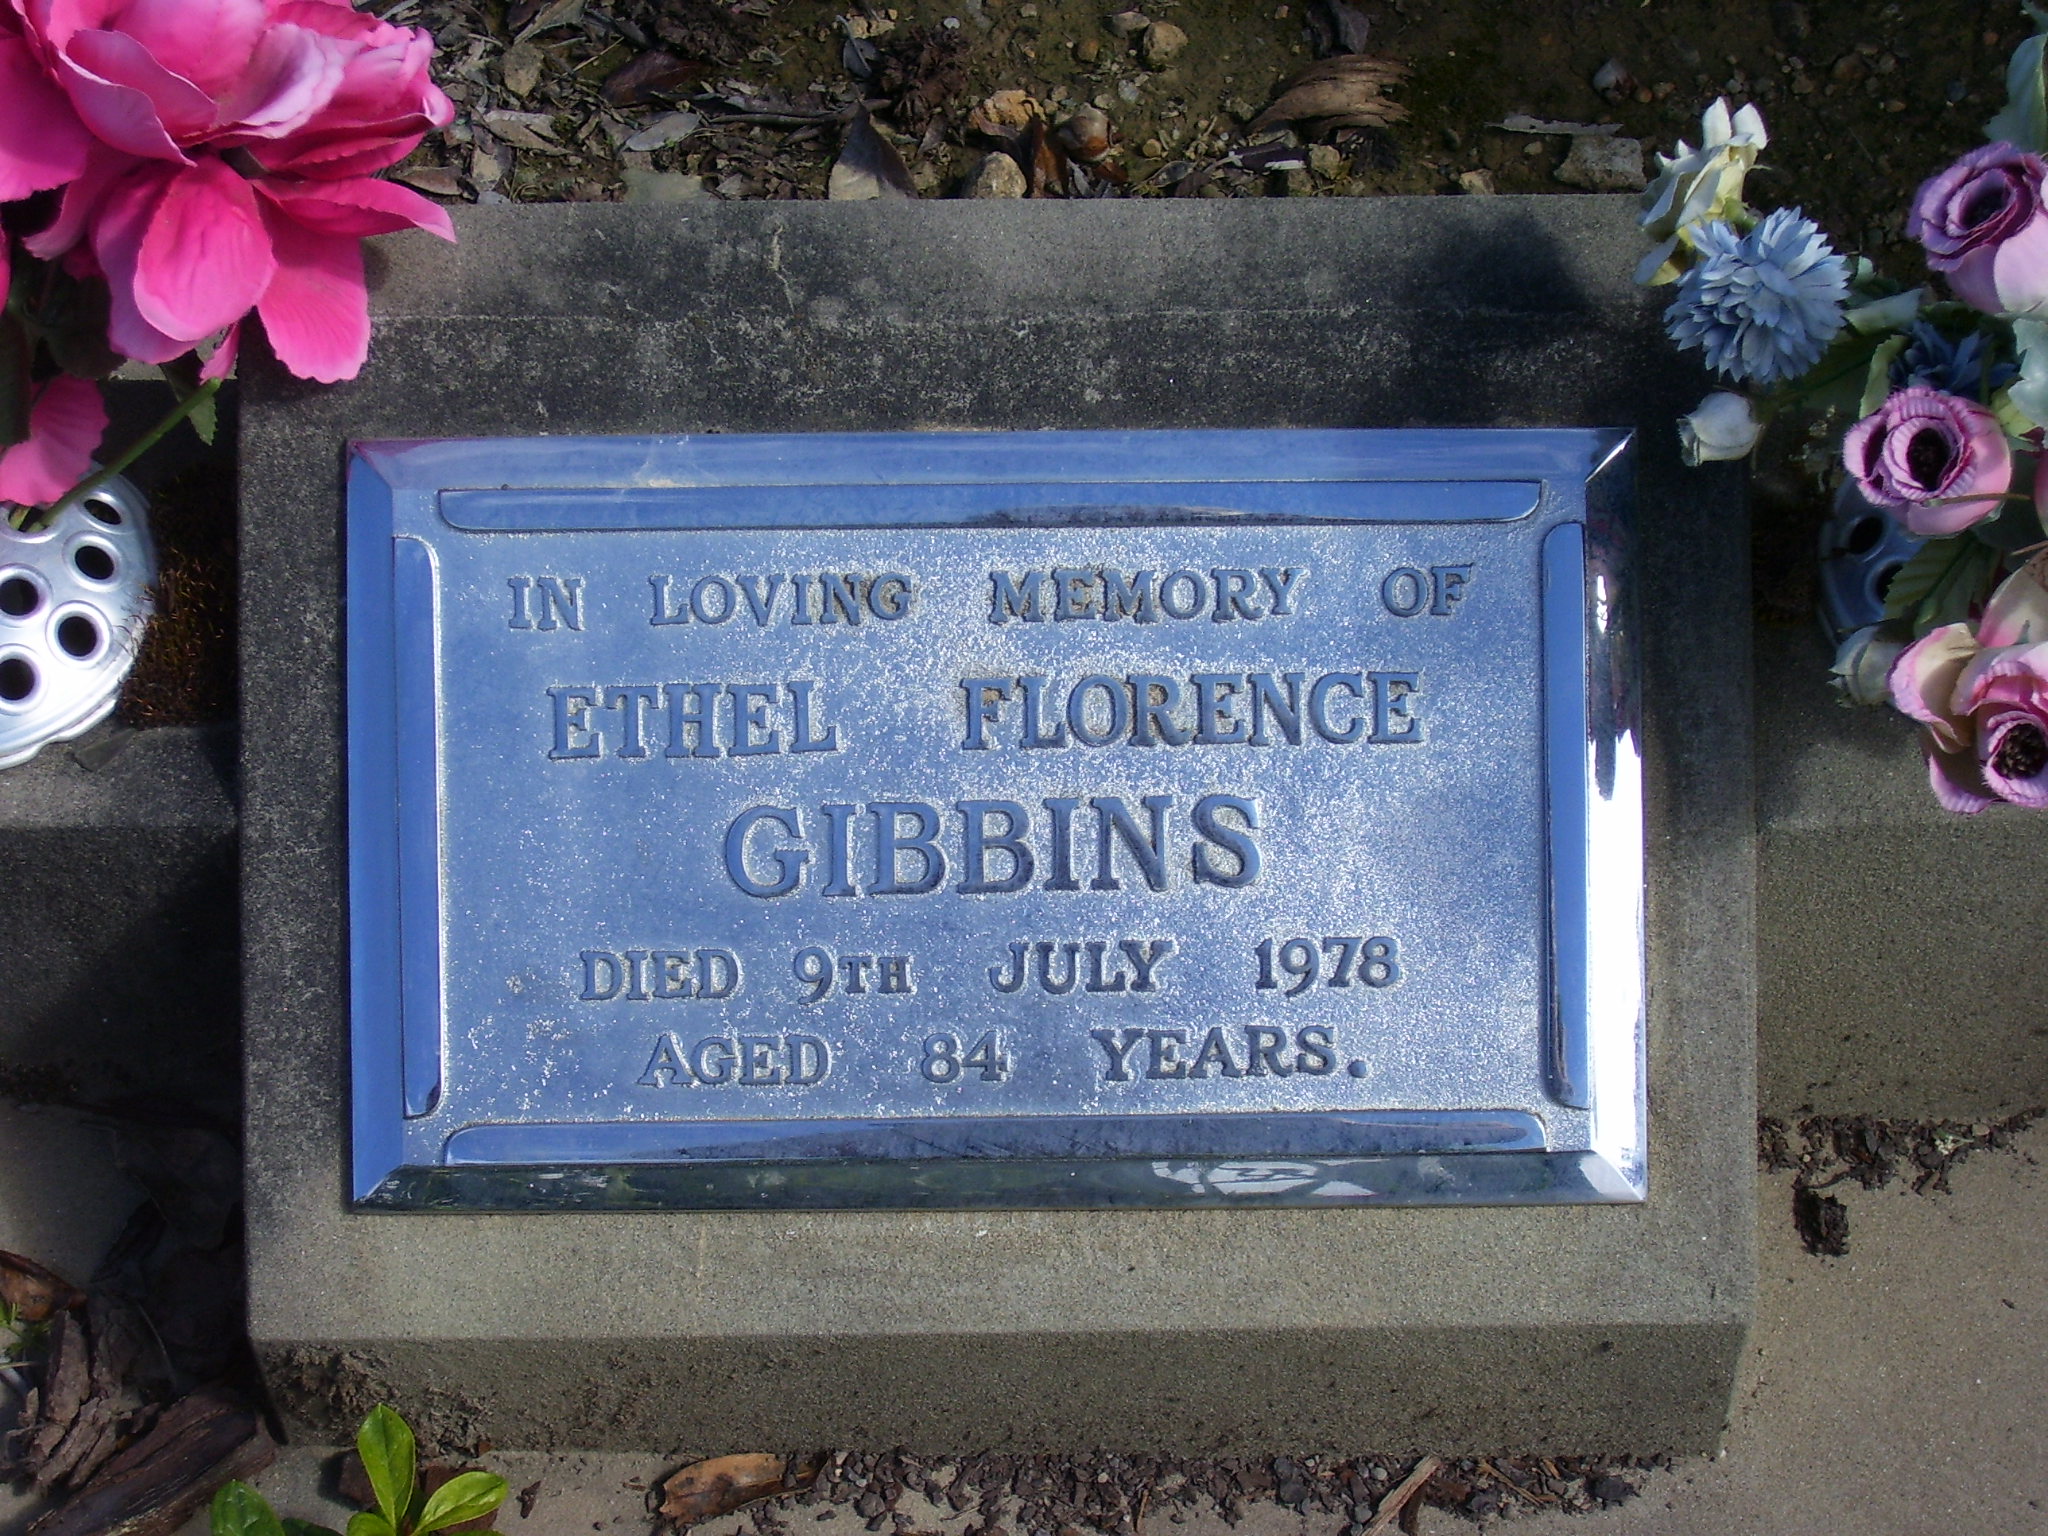 IN LOVING MEMORY OF
ETHEL FLORENCE
GIBBINS
DIED 9TH JULY 1978
AGED 84 YEARS.